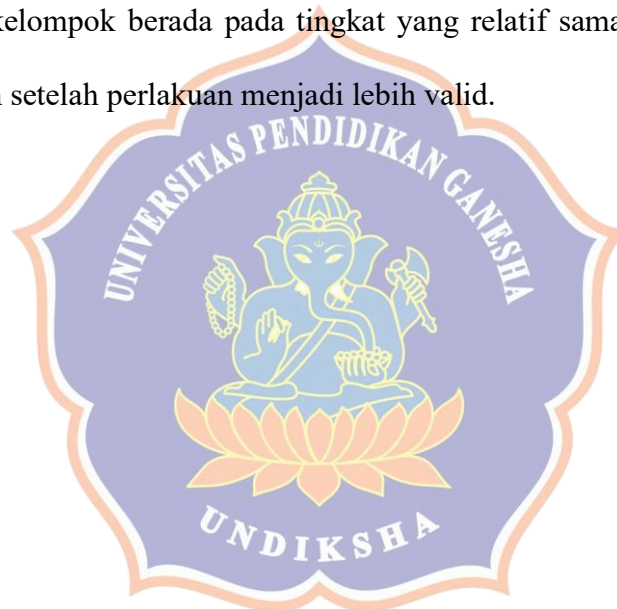 kelompok berada pada tingkat yang relatif sama
setelah perlakuan menjadi lebih valid.
UNIVERSITAS PENDIDIKAN GANESHA
UNDIKSHA